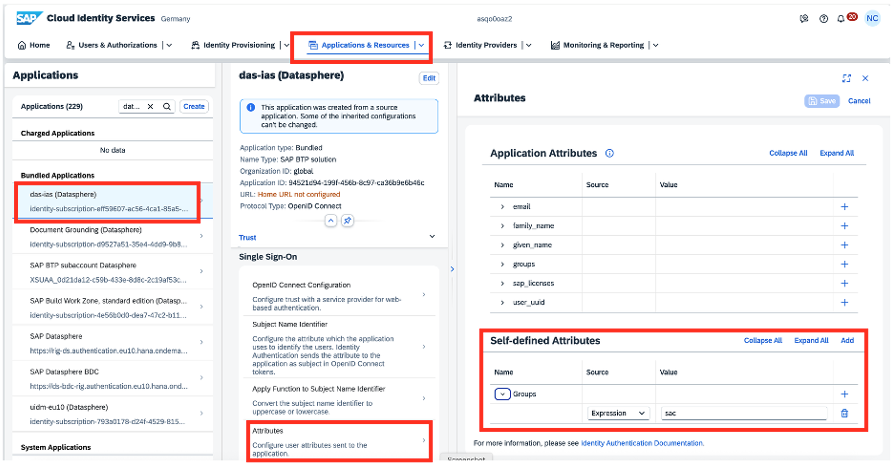 SAP Cloud Identity Services Germany
asqo0oaz2
20 NC
Home
Users & Authorizations
Identity Provisioning
Applications & Resources
Identity Providers
Monitoring & Reporting
Applications
Applications (229)
dat...
Create
Charged Applications
No data
Bundled Applications
das-ias (Datasphere)
identity-subscription-eff59607-ac56-4ca1-85a5-...
Document Grounding (Datasphere)
identity-subscription-d9527a51-35e4-4dd9-9b8...
SAP BTP subaccount Datasphere
XSUAA_0d21da12-c59b-433e-8d8c-2c19af53c...
SAP Build Work Zone, standard edition (Datasp...
identity-subscription-4e56b0d0-dea7-47c2-b11...
SAP Datasphere
https://rig-ds.authentication.eu10.hana.ondema...
SAP Datasphere BDC
https://ds-bdc-rig.authentication.eu10.hana.ond...
uidm-eu10 (Datasphere)
identity-subscription-793a0178-d24f-4529-815...
System Applications
das-ias (Datasphere)
Edit
This application was created from a source
application. Some of the inherited configurations
can't be changed.
Application type: Bundled
Name Type: SAP BTP solution
Organization ID: global
Application ID: 94521d94-199f-456b-8c97-ca36b9e6b46c
URL: Home URL not configured
Protocol Type: OpenID Connect
Trust
Single Sign-On
OpenID Connect Configuration
Configure trust with a service provider for web-
based authentication.
Subject Name Identifier
Configure the attribute which the application
uses to identify the users. Identity
Authentication sends the attribute to the
application as subject in OpenID Connect
tokens.
Apply Function to Subject Name Identifier
Convert the subject name identifier to
uppercase or lowercase.
Attributes
Configure user attributes sent to the
application.
Attributes
Save
Cancel
Application Attributes
Collapse All
Expand All
Name Source Value
email
family_name
given_name
groups
sap_licenses
user_uuid
Self-defined Attributes
Collapse All
Expand All
Add
Name Source Value
Groups
Expression sac
For more information, please see Identity Authentication Documentation.
Screenshot